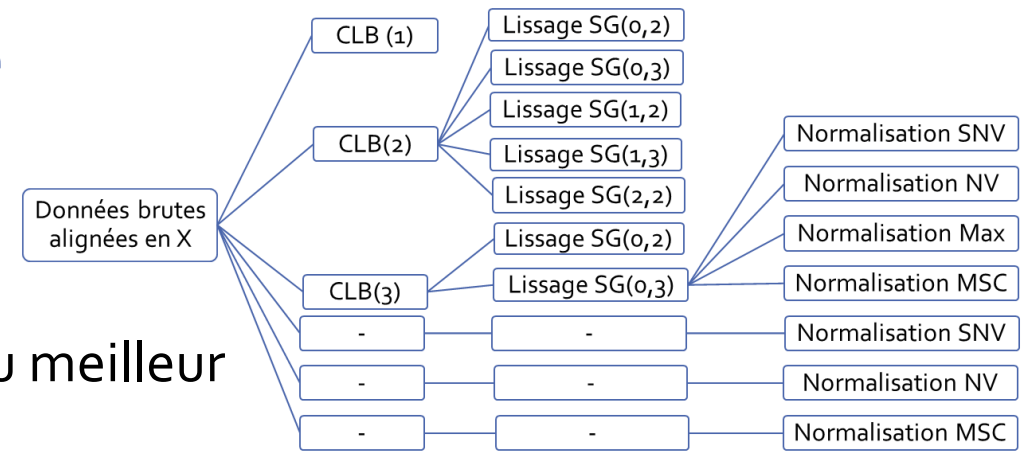 Données brutes
alignées en X
CLB (1)
CLB(2)
CLB(3)
-
-
-
Lissage SG(0,2)
Lissage SG(0,3)
Lissage SG(1,2)
Lissage SG(1,3)
Lissage SG(2,2)
Lissage SG(0,2)
Lissage SG(0,3)
-
-
-
Normalisation SNV
Normalisation NV
Normalisation Max
Normalisation MSC
Normalisation SNV
Normalisation NV
Normalisation MSC
u meilleur